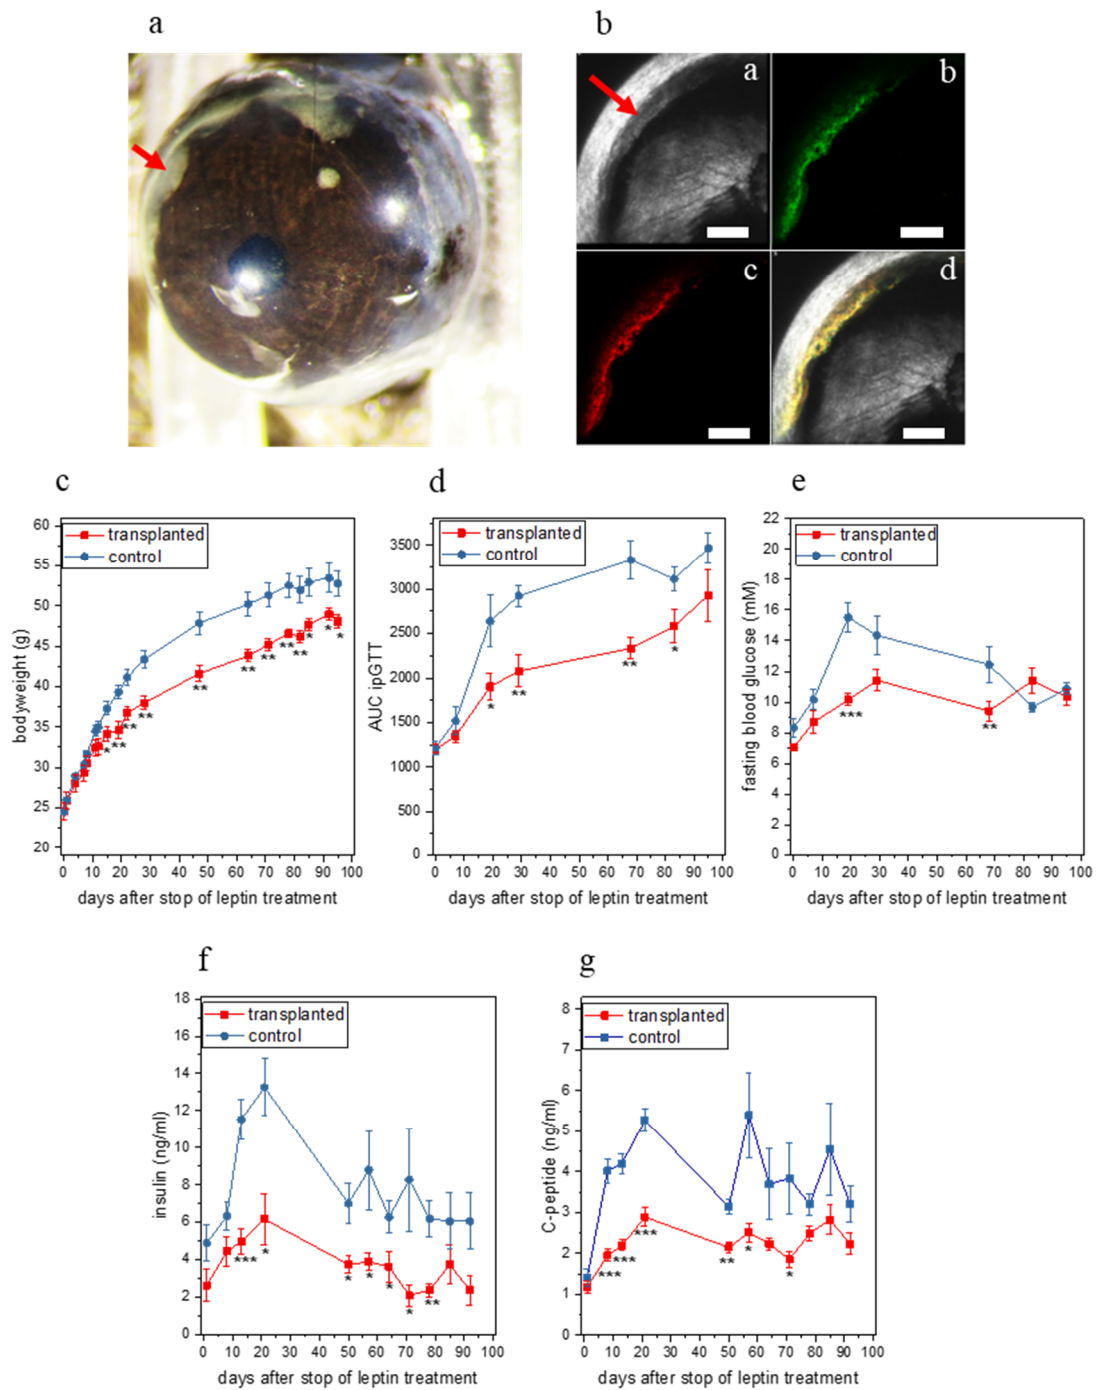 a
b
a
b
c
d
c
d
e
transplanted
control
60
55
50
45
40
35
30
25
20
bodyweight (g)
0 10 20 30 40 50 60 70 80 90 100
days after stop of leptin treatment
* ** ** ** ** ** ** ** ** * * *
transplanted
control
3500
3000
2500
2000
1500
1000
500
0
AUC ipGTT
0 10 20 30 40 50 60 70 80 90 100
days after stop of leptin treatment
* ** ** *
transplanted
control
22
20
18
16
14
12
10
8
6
4
2
0
fasting blood glucose (mM)
0 10 20 30 40 50 60 70 80 90 100
days after stop of leptin treatment
*** **
f
g
transplanted
control
18
16
14
12
10
8
6
4
2
0
insulin (ng/ml)
0 10 20 30 40 50 60 70 80 90 100
days after stop of leptin treatment
*** * * * * * **
transplanted
control
8
7
6
5
4
3
2
1
0
C-peptide (ng/ml)
0 10 20 30 40 50 60 70 80 90 100
days after stop of leptin treatment
*** *** *** ** * *